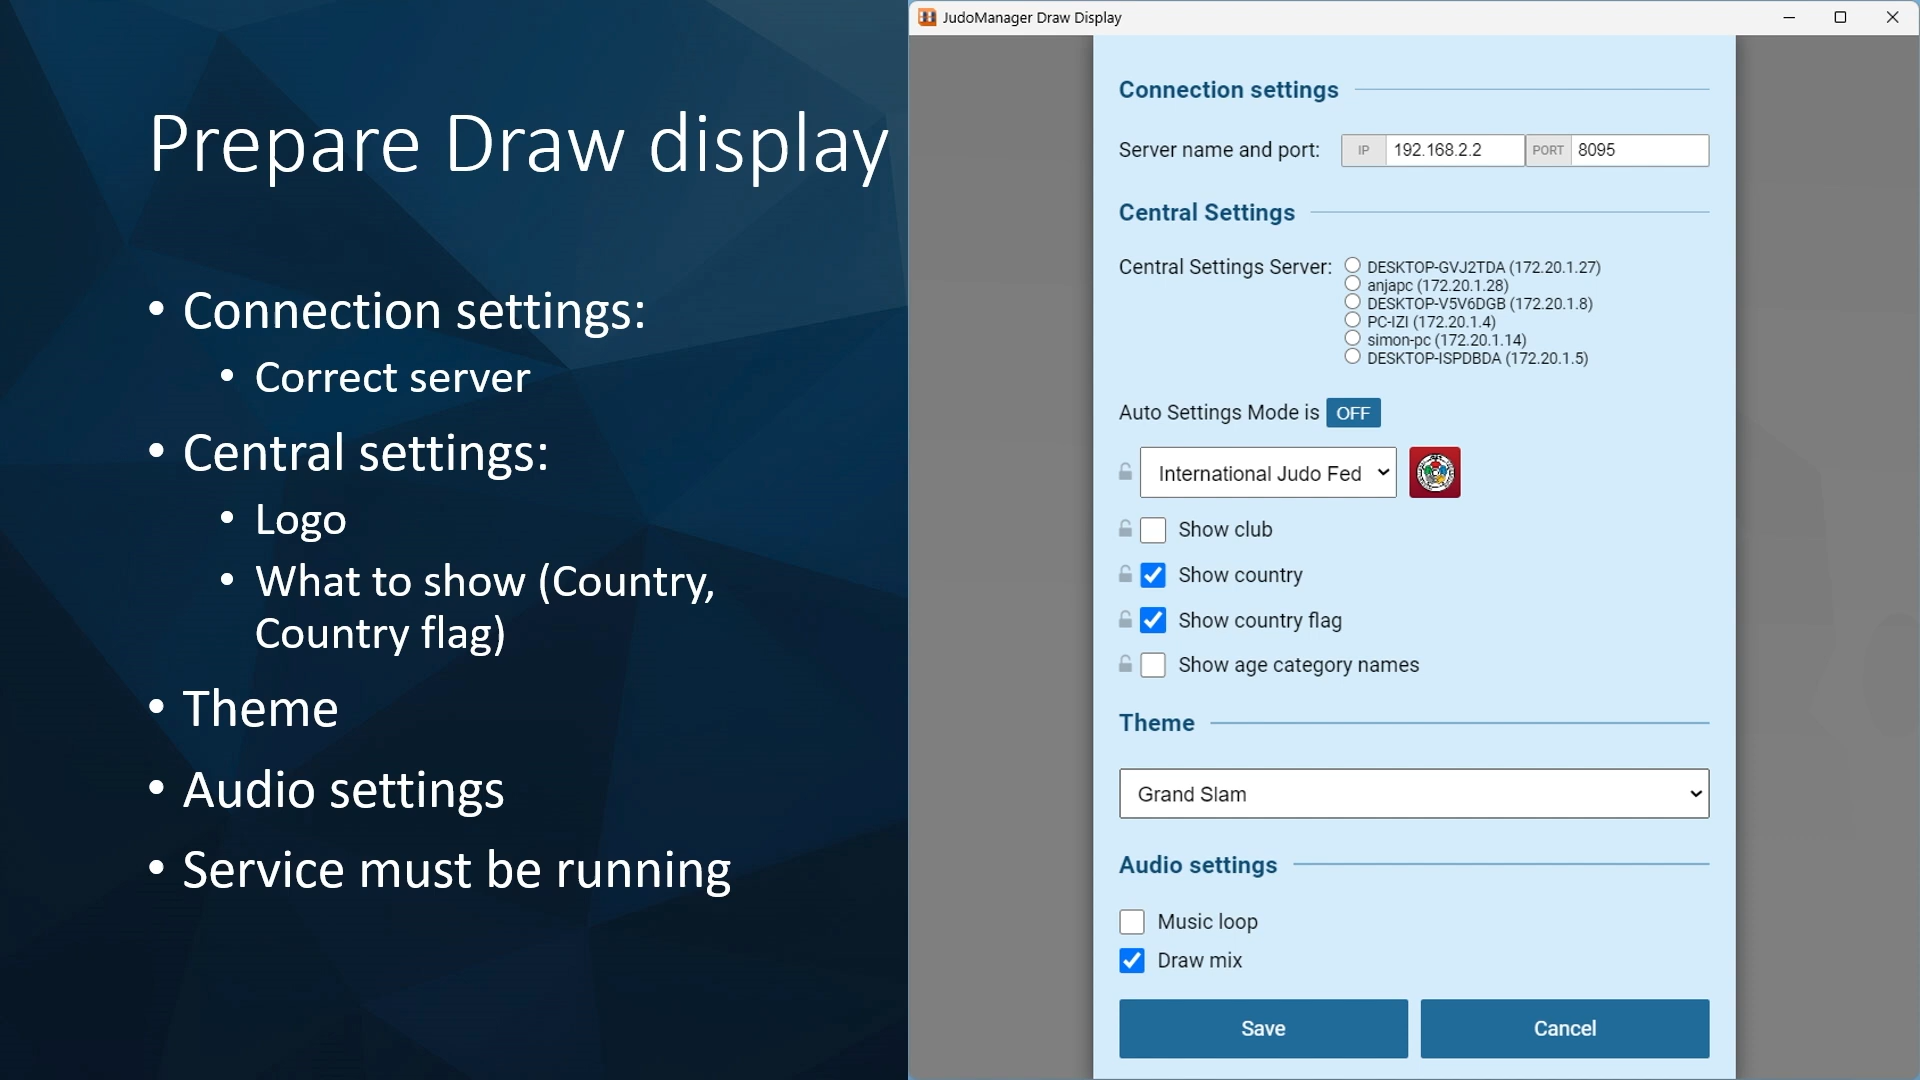 Prepare Draw display
• Connection settings:
• Correct server
• Central settings:
• Logo
• What to show (Country,
Country flag)
• Theme
• Audio settings
• Service must be running
JudoManager Draw Display
Connection settings
Server name and port: IP 192.168.2.2 PORT 8095
Central Settings
Central Settings Server: DESKTOP-GVJ2TDA (172.20.1.27)
anjapc (172.20.1.28)
DESKTOP-V5V6DGB (172.20.1.8)
PC-IZI (172.20.1.4)
simon-pc (172.20.1.14)
DESKTOP-ISPDBDA (172.20.1.5)
Auto Settings Mode is OFF
International Judo Fed
Show club
Show country
Show country flag
Show age category names
Theme
Grand Slam
Audio settings
Music loop
Draw mix
Save Cancel